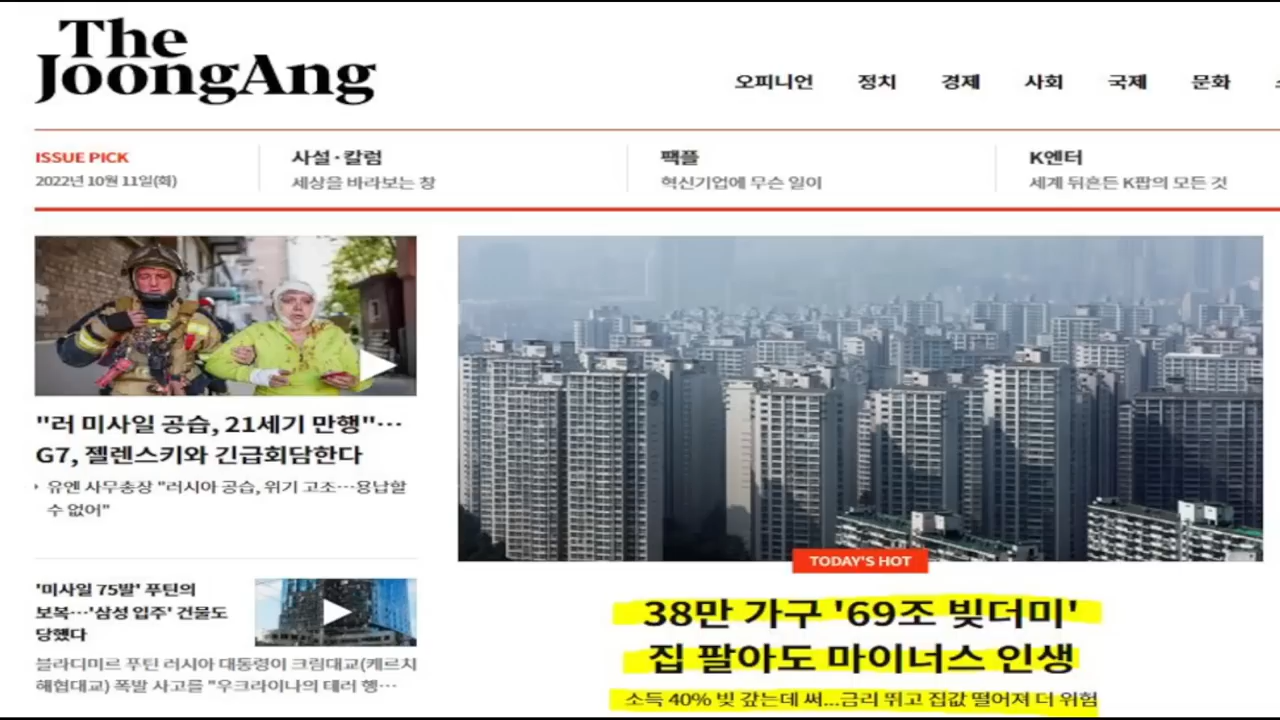 The
JoongAng
오피니언 정치 경제 사회 국제 문화
ISSUE PICK
2022년 10월 11일(화)
사설·칼럼
세상을 바라보는 창
팩플
혁신기업에 무슨 일이
K엔터
세계 뒤흔든 K팝의 모든 것
"러 미사일 공습, 21세기 만행"…
G7, 젤렌스키와 긴급회담한다
유엔 사무총장 "러시아 공습, 위기 고조…용납할
수 없어"
'미사일 75발' 푸틴의
보복…'삼성 입주' 건물도
당했다
블라디미르 푸틴 러시아 대통령이 크림대교(케르치
해협대교) 폭발 사고를 "우크라이나의 테러 행…
TODAY'S HOT
38만 가구 '69조 빚더미'
집 팔아도 마이너스 인생
소득 40% 빚 갚는데 써...금리 뛰고 집값 떨어져 더 위험